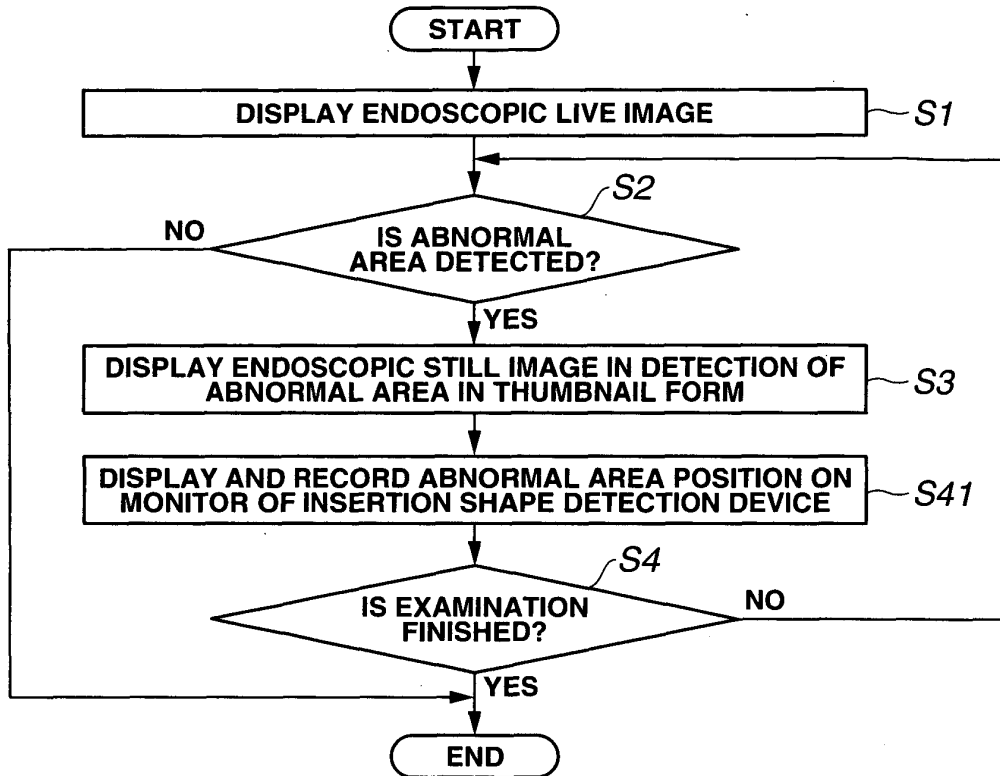 START
DISPLAY ENDOSCOPIC LIVE IMAGE
S1
S2
NO
IS ABNORMAL
AREA DETECTED?
YES
DISPLAY ENDOSCOPIC STILL IMAGE IN DETECTION OF
ABNORMAL AREA IN THUMBNAIL FORM
S3
DISPLAY AND RECORD ABNORMAL AREA POSITION ON
MONITOR OF INSERTION SHAPE DETECTION DEVICE
S41
S4
IS EXAMINATION
FINISHED?
NO
YES
END